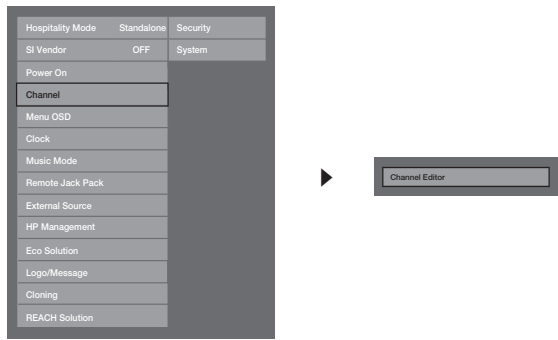 Hospitality Mode Standalone Security
SI Vendor OFF System
Power On
Channel
Menu OSD
Clock
Music Mode
Remote Jack Pack
External Source
HP Management
Eco Solution
Logo/Message
Cloning
REACH Solution
Channel Editor